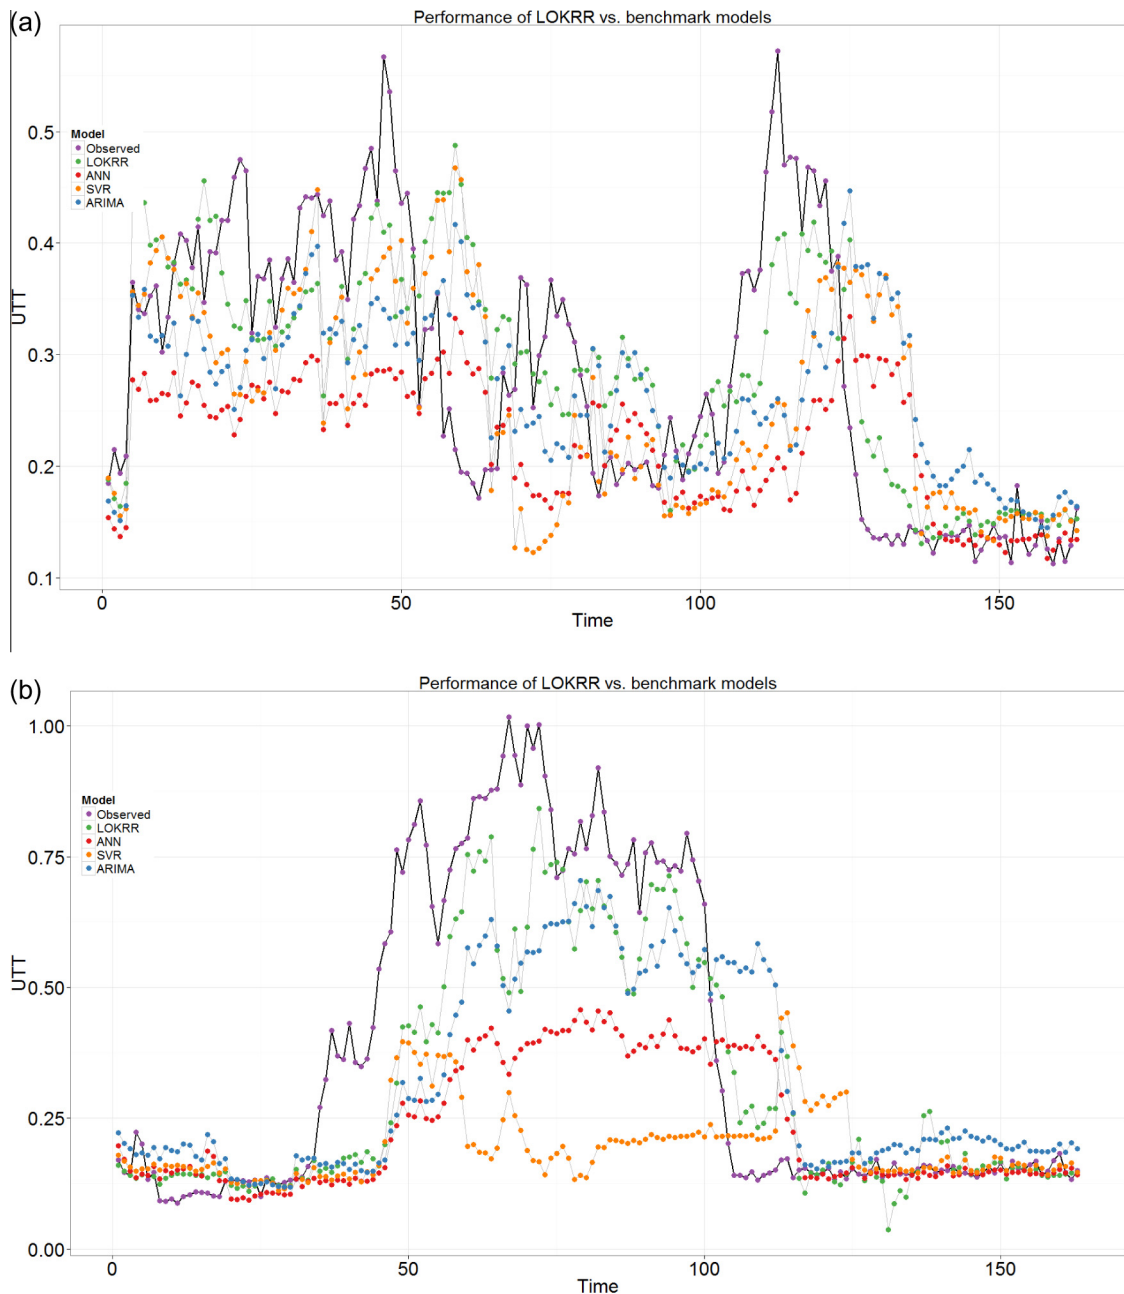 (a)
Performance of LOKRR vs. benchmark models
0.5
0.4
0.3
0.2
0.1
UTT
Model
Observed
LOKRR
ANN
SVR
ARIMA
0
50
100
150
Time
(b)
Performance of LOKRR vs. benchmark models
1.00
0.75
0.50
0.25
0.00
UTT
Model
Observed
LOKRR
ANN
SVR
ARIMA
0
50
100
150
Time